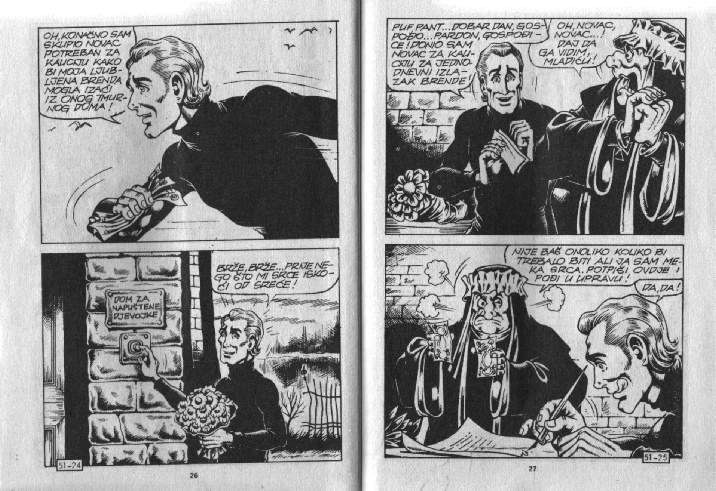 OH, KONAČNO SAM
SKUPIO NOVAC
POTREBAN ZA
KAUCIJU KAKO
BI MOJA LJUB-
LJENA BRENDA
MOGLA IZAĆI
IZ ONOG TMUR-
NOG DOMA!
BRŽE, BRŽE... PRIJE NE-
GO ŠTO MI SRCE ISKO-
ČI OD SREĆE!
DOM ZA
NAPUŠTENE
DJEVOJKE
51-24
26
PUF PANT... DOBAR DAN, GOS-
POĐO... PARDON, GOSPOĐI-
CE! DONIO SAM
NOVAC ZA KAU-
CIJU ZA JEDNO-
DNEVNI IZLA-
ZAK BRENDE!
OH, NOVAC,
NOVAC...!
DAJ DA
GA VIDIM,
MLADIĆU!
NIJE BAŠ ONOLIKO KOLIKO BI
TREBALO BITI ALI JA SAM ME-
KA SRCA. POTPIŠI OVDJE I
POĐI U UPRAVU!
DA, DA!
51-25
27